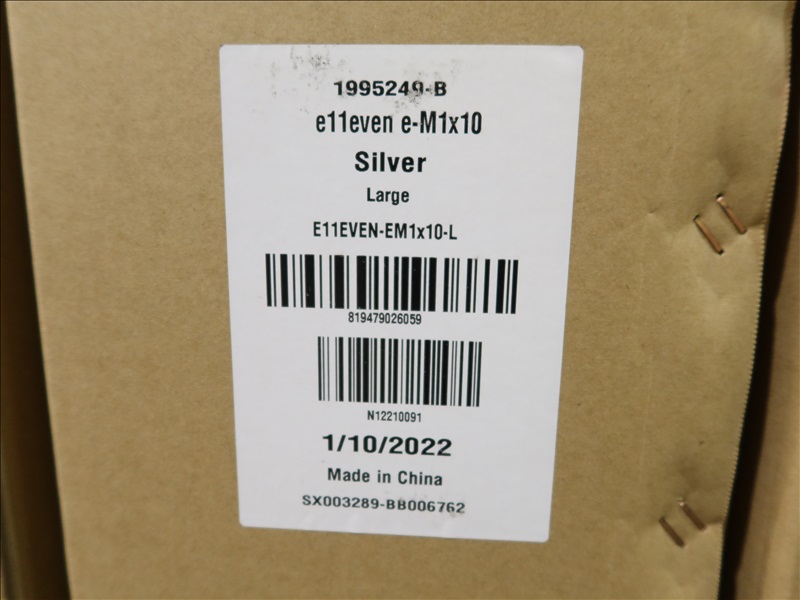 1995249-B
e11even e-M1x10
Silver
Large
E11EVEN-EM1x10-L
819479026059
N12210091
1/10/2022
Made in China
SX003289-BB006762